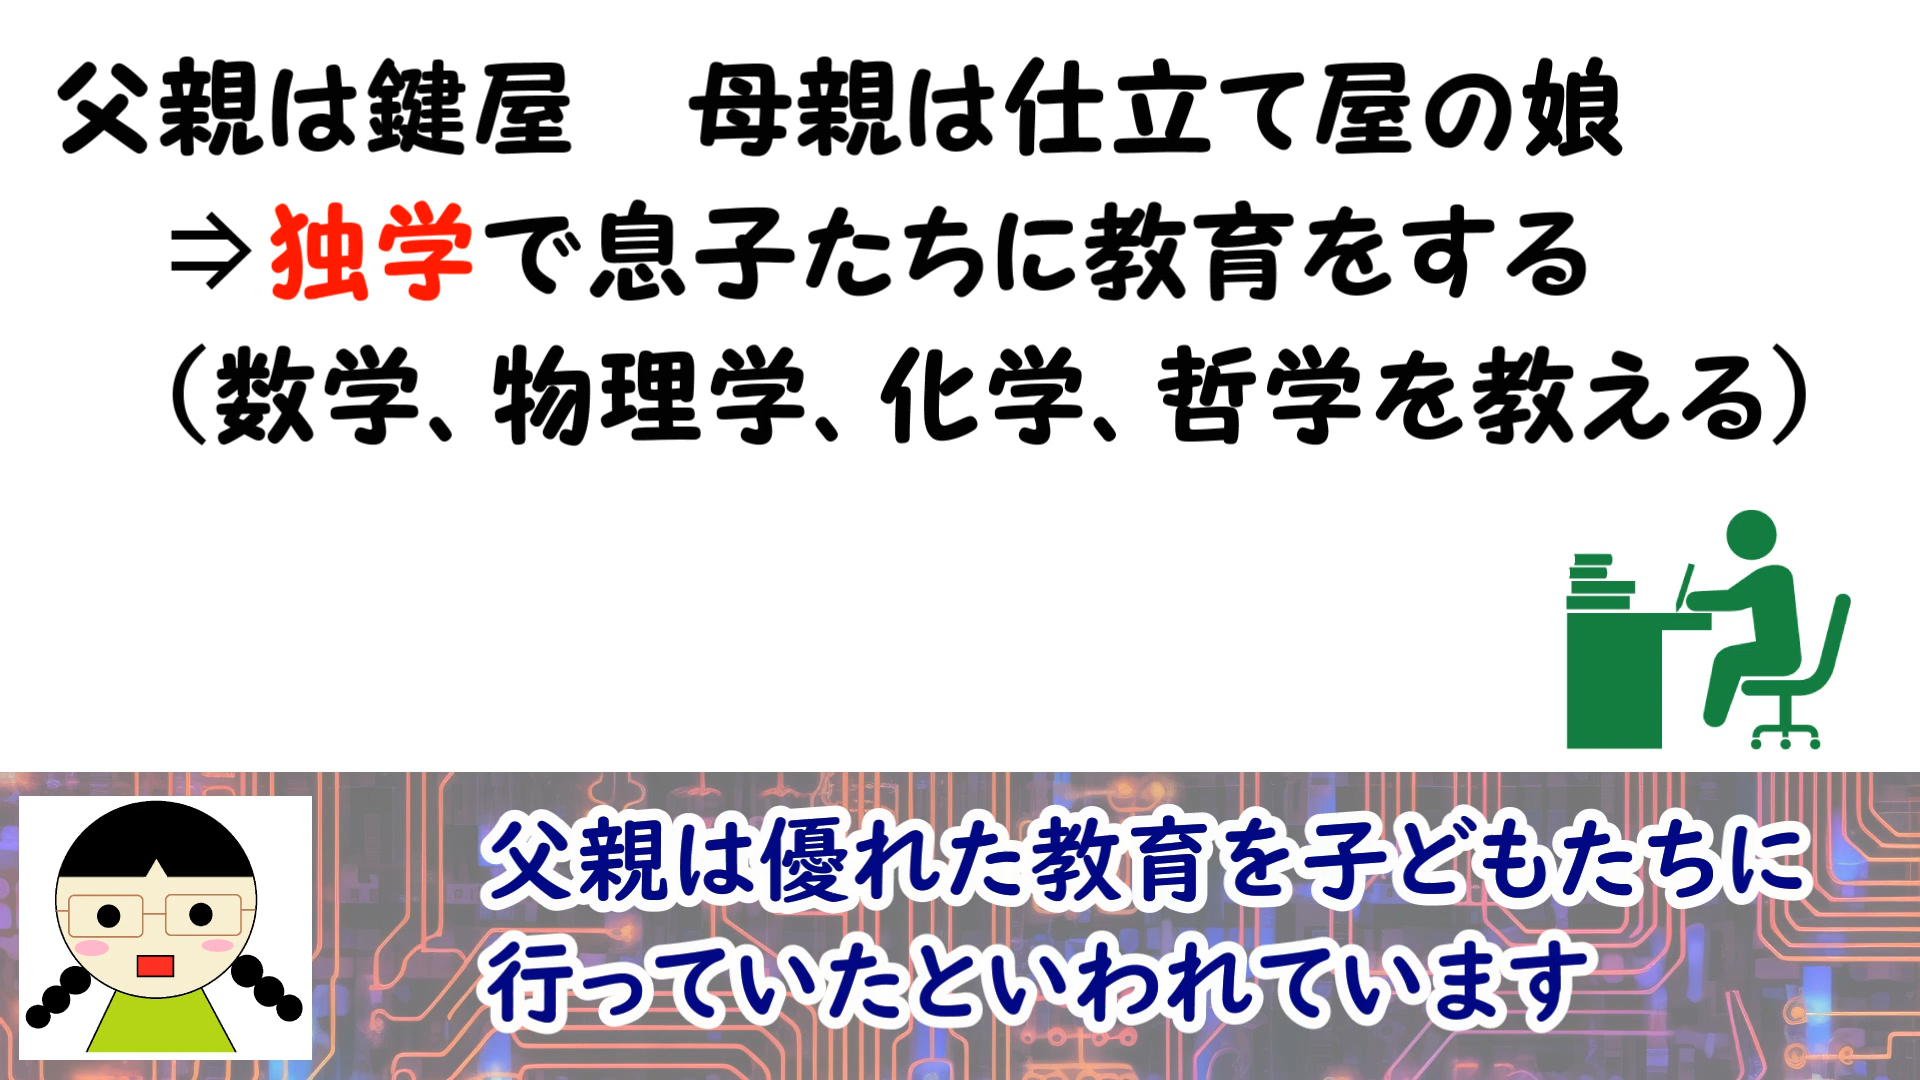 父親は鍵屋　母親は仕立て屋の娘
⇒独学で息子たちに教育をする
（数学、物理学、化学、哲学を教える）
父親は優れた教育を子どもたちに
行っていたといわれています